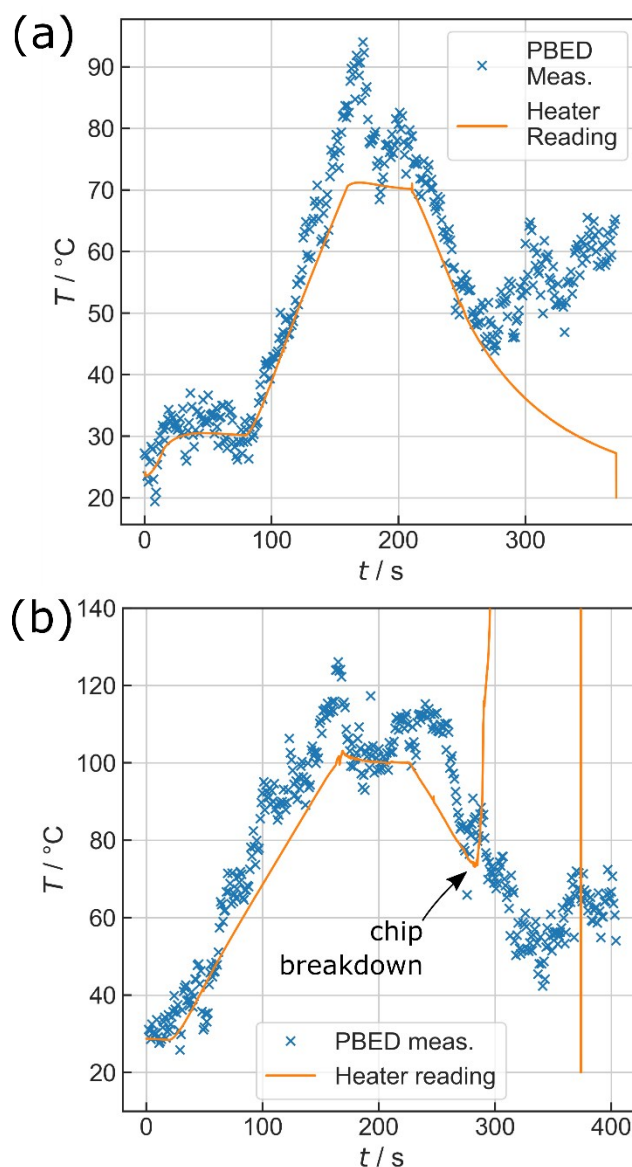 (a)
PBED
Meas.
Heater
Reading
90
80
70
60
50
40
30
20
T / °C
0
100
200
300
t / s
(b)
140
120
100
80
60
40
20
T / °C
chip
breakdown
PBED meas.
Heater reading
0
100
200
300
400
t / s